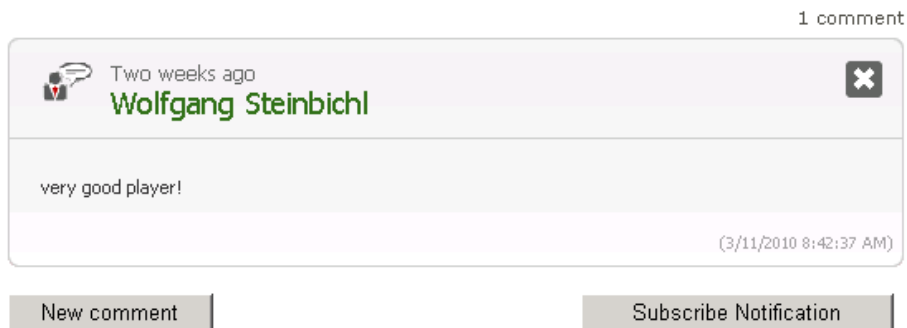 1 comment
Two weeks ago
Wolfgang Steinbichl
very good player!
(3/11/2010 8:42:37 AM)
New comment
Subscribe Notification